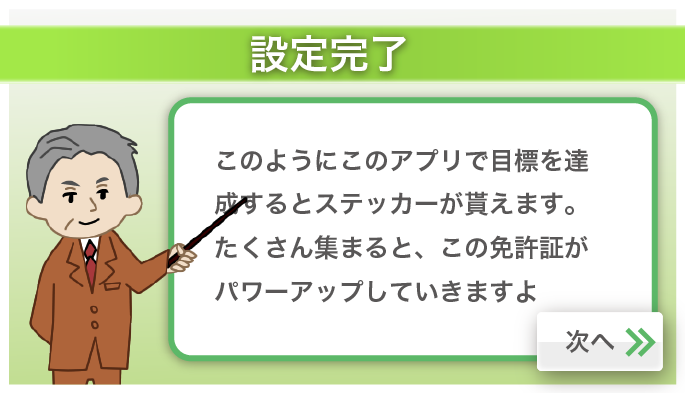 設定完了
このようにこのアプリで目標を達
成するとステッカーが貰えます。
たくさん集まると、この免許証が
パワーアップしていきますよ
次へ